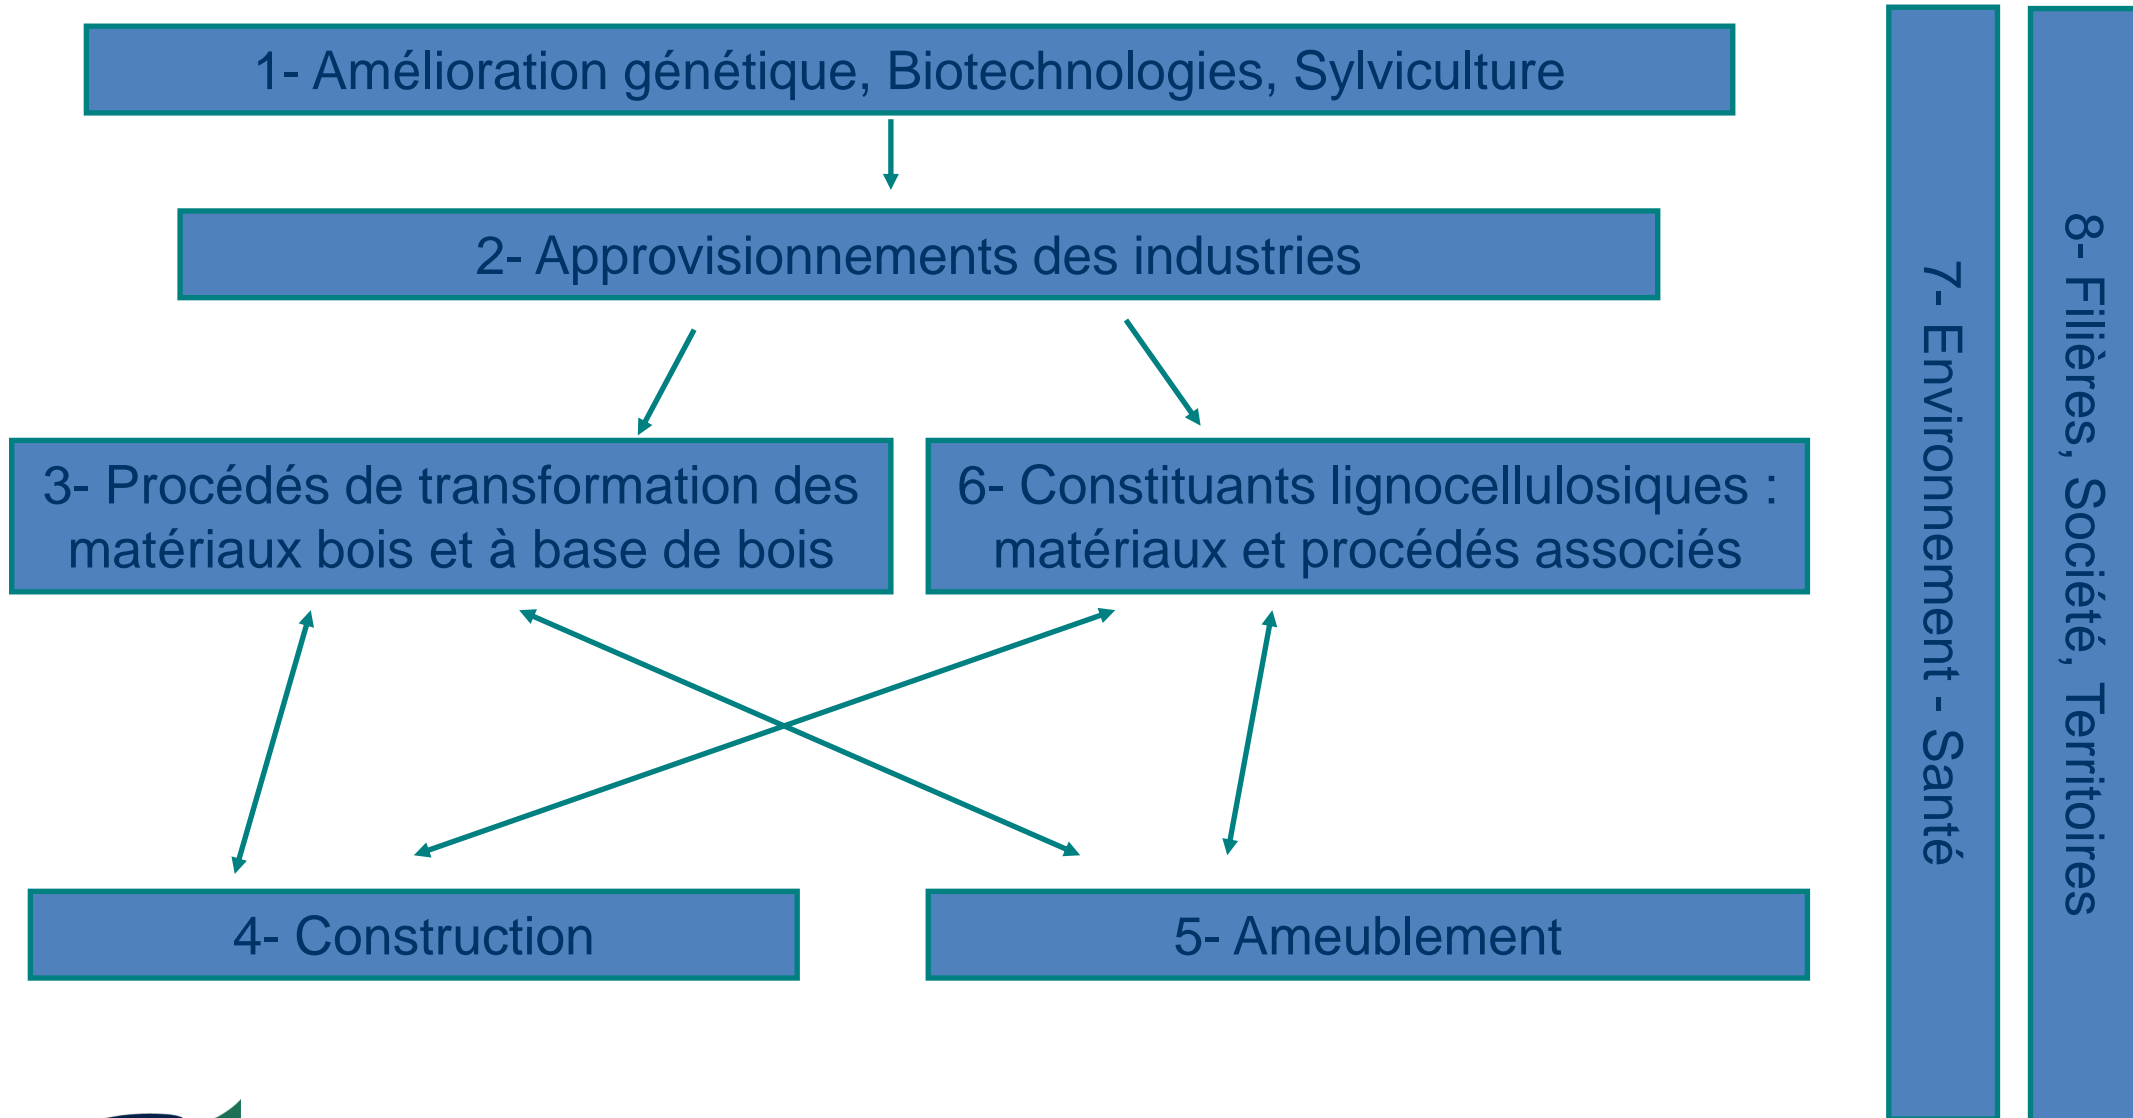 1- Amélioration génétique, Biotechnologies, Sylviculture
2- Approvisionnements des industries
3- Procédés de transformation des
matériaux bois et à base de bois
6- Constituants lignocellulosiques :
matériaux et procédés associés
4- Construction
5- Ameublement
7- Environnement - Santé
8- Filières, Société, Territoires